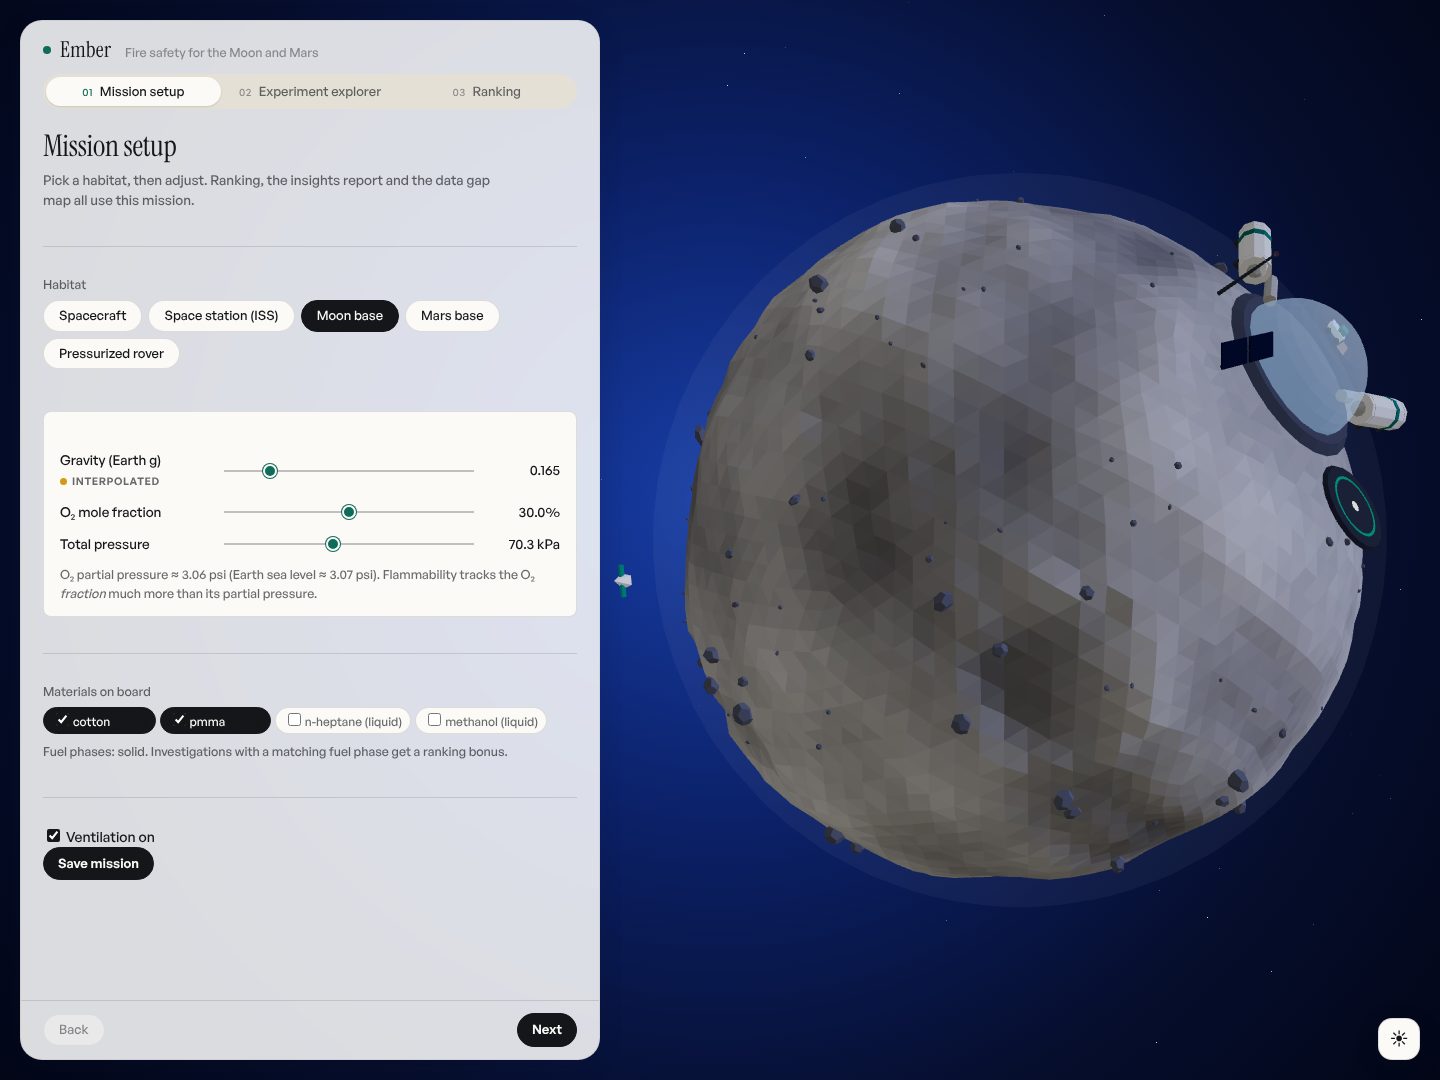 Ember Fire safety for the Moon and Mars
01 Mission setup 02 Experiment explorer 03 Ranking
Mission setup
Pick a habitat, then adjust. Ranking, the insights report and the data gap
map all use this mission.
Habitat
Spacecraft Space station (ISS) Moon base Mars base
Pressurized rover
Gravity (Earth g) 0.165
INTERPOLATED
O₂ mole fraction 30.0%
Total pressure 70.3 kPa
O₂ partial pressure ≈ 3.06 psi (Earth sea level ≈ 3.07 psi). Flammability tracks the O₂
fraction much more than its partial pressure.
Materials on board
cotton pmma n-heptane (liquid) methanol (liquid)
Fuel phases: solid. Investigations with a matching fuel phase get a ranking bonus.
Ventilation on
Save mission
Back Next